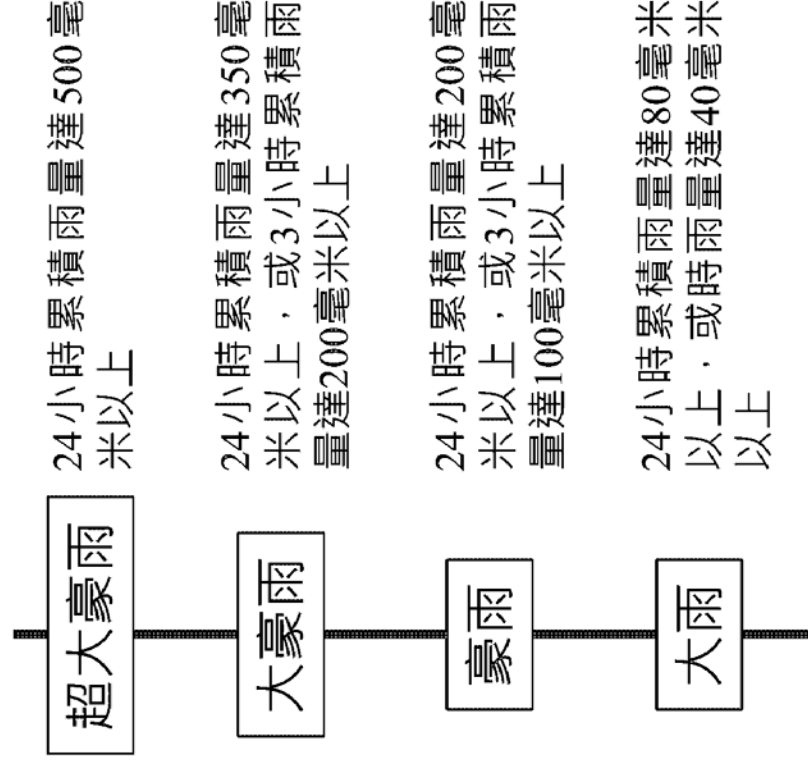 超大豪雨
24小時累積雨量達500毫
米以上
大豪雨
24小時累積雨量達350毫
米以上，或3小時累積雨
量達200毫米以上
豪雨
24小時累積雨量達200毫
米以上，或3小時累積雨
量達100毫米以上
大雨
24小時累積雨量達80毫米
以上，或時雨量達40毫米
以上